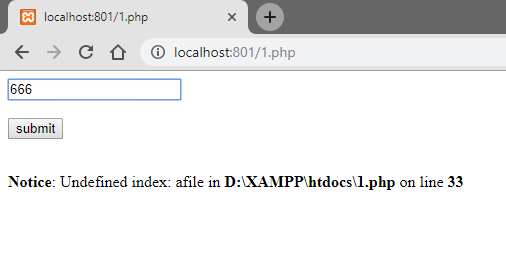 localhost:801/1.php
localhost:801/1.php
666
submit
Notice: Undefined index: afile in D:\XAMPP\htdocs\1.php on line 33